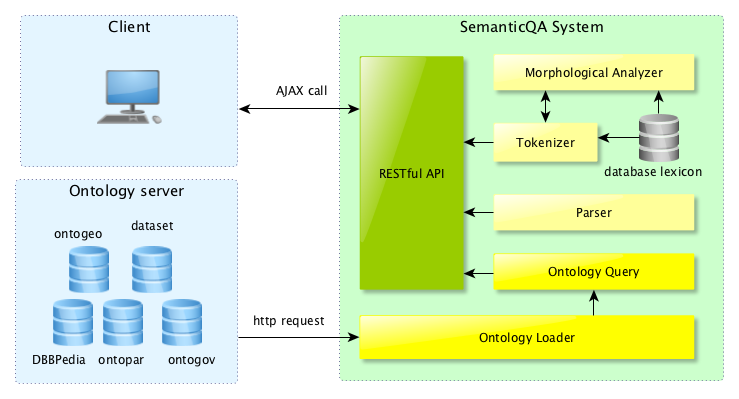 Client
SemanticQA System
AJAX call
RESTful API
Morphological Analyzer
Tokenizer
database lexicon
Parser
Ontology Query
Ontology Loader
Ontology server
ontogeo
dataset
DBBPedia
ontopar
ontogov
http request